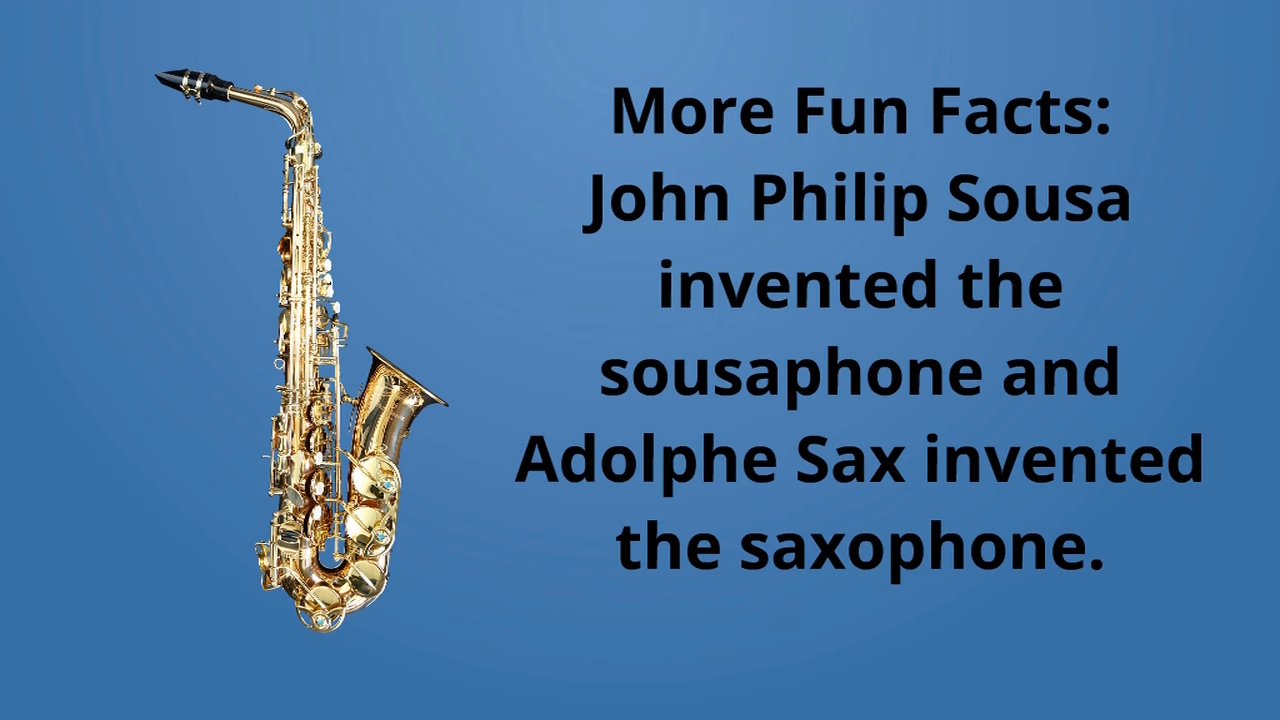 More Fun Facts:
John Philip Sousa
invented the
sousaphone and
Adolphe Sax invented
the saxophone.